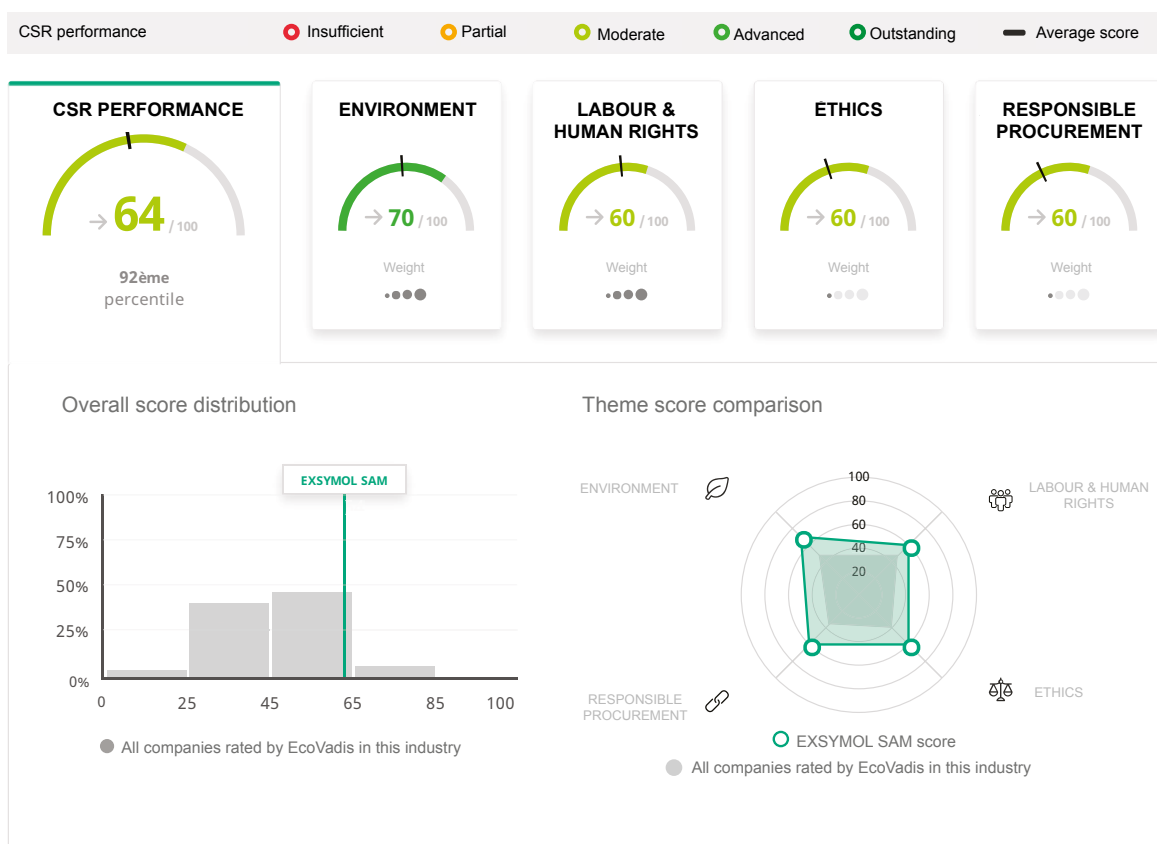 CSR performance
Insufficient
Partial
Moderate
Advanced
Outstanding
Average score
CSR PERFORMANCE
64 / 100
92ème
percentile
ENVIRONMENT
70 / 100
Weight
LABOUR &
HUMAN RIGHTS
60 / 100
Weight
ETHICS
60 / 100
Weight
RESPONSIBLE
PROCUREMENT
60 / 100
Weight
Overall score distribution
EXSYMOL SAM
100%
75%
50%
25%
0%
0 25 45 65 85 100
All companies rated by EcoVadis in this industry
Theme score comparison
ENVIRONMENT
LABOUR & HUMAN
RIGHTS
100
80
60
40
20
RESPONSIBLE
PROCUREMENT
ETHICS
EXSYMOL SAM score
All companies rated by EcoVadis in this industry